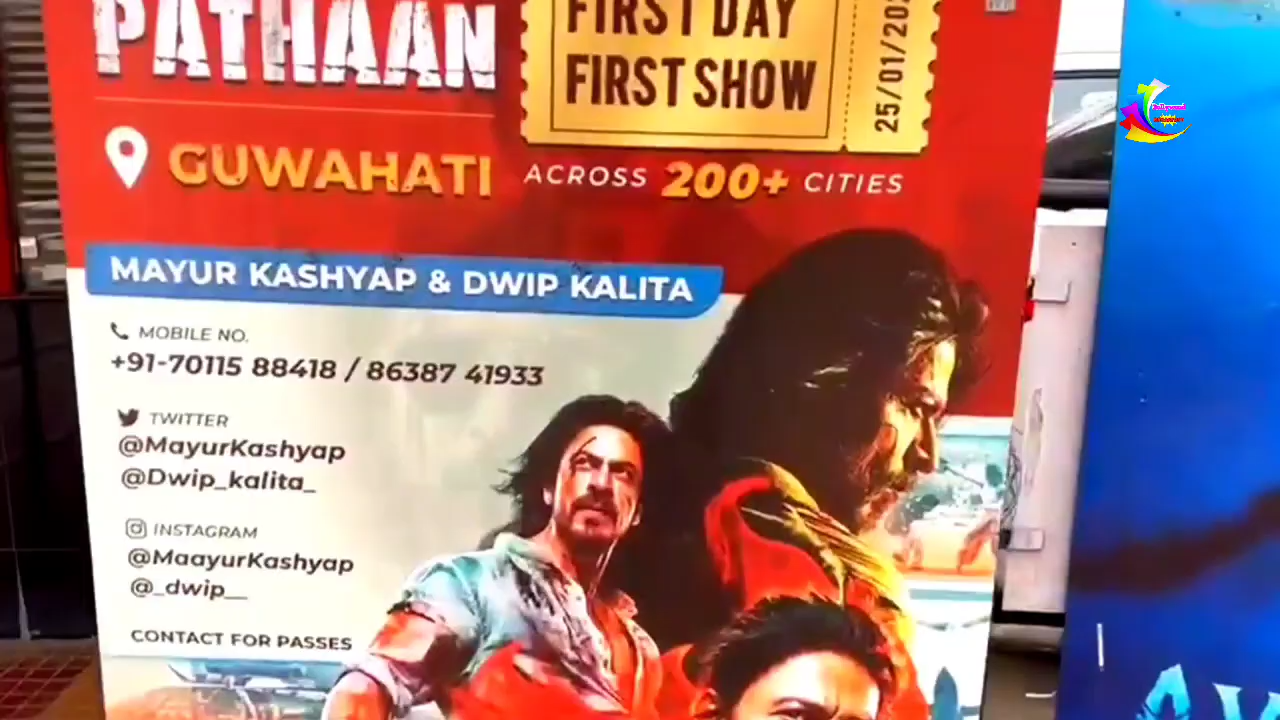 PATHAAN
FIRST DAY
FIRST SHOW
25/01/20
GUWAHATI
ACROSS 200+ CITIES
MAYUR KASHYAP & DWIP KALITA
MOBILE NO.
+91-70115 88418 / 86387 41933
TWITTER
@MayurKashyap
@Dwip_kalita_
INSTAGRAM
@MaayurKashyap
@_dwip__
CONTACT FOR PASSES